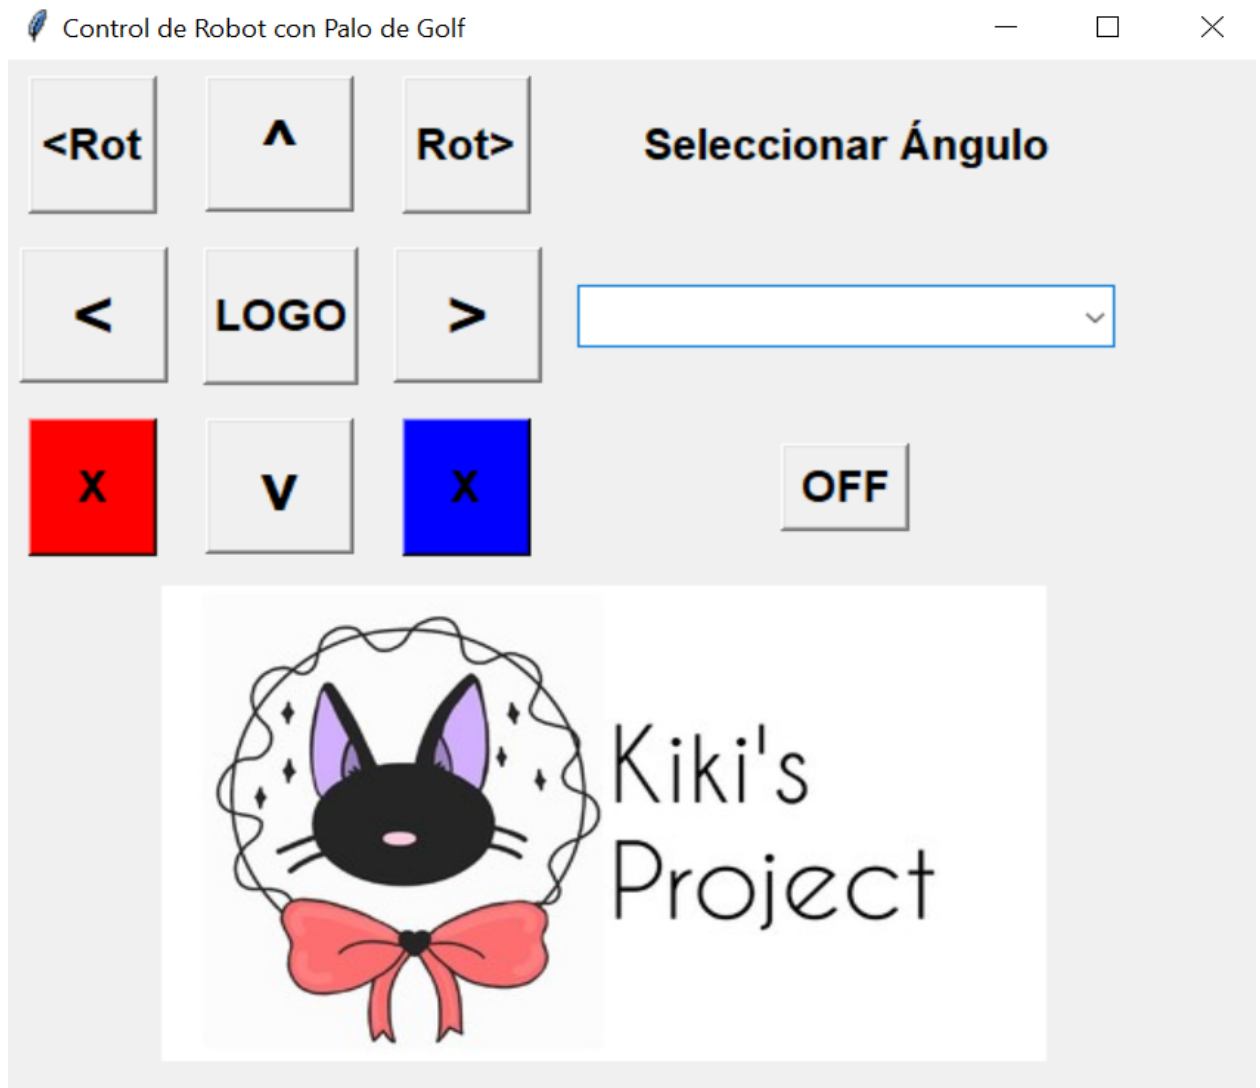 Control de Robot con Palo de Golf
<Rot ^ Rot> Seleccionar Ángulo
< LOGO >
X v X OFF
Kiki's
Project